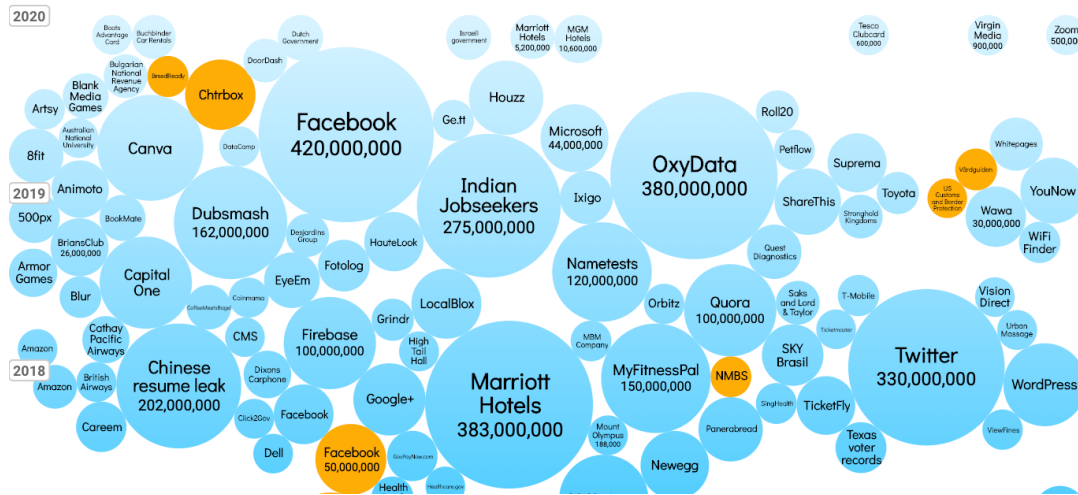 2020
Boots
Advantage
Card
Buchbinder
Car Rentals
Dutch
Government
Israeli
government
Marriott
Hotels
5,200,000
MGM
Hotels
10,600,000
Tesco
Clubcard
600,000
Virgin
Media
900,000
Zoom
500,00
Bulgarian
National
Revenue
Agency
BreedReady
DoorDash
Blank
Media
Games
Chtrbox
Artsy
Houzz
Ge.tt
Roll20
Facebook
420,000,000
Microsoft
44,000,000
Australian
National
University
Canva
DataCamp
8fit
OxyData
380,000,000
Petflow
Suprema
Whitepages
Vårdguiden
2019
Animoto
Indian
Jobseekers
275,000,000
Ixigo
ShareThis
Toyota
US
Customs
and Border
Protection
YouNow
500px
BookMate
Dubsmash
162,000,000
Stronghold
Kingdoms
Wawa
30,000,000
BriansClub
26,000,000
Desjardins
Group
HauteLook
WiFi
Finder
Armor
Games
Capital
One
Fotolog
EyeEm
Nametests
120,000,000
Quest
Diagnostics
Blur
CoffeeMeetsBagel
Coinmama
LocalBlox
Orbitz
Quora
100,000,000
Saks
and Lord
& Taylor
T-Mobile
Vision
Direct
Cathay
Pacific
Airways
CMS
Firebase
100,000,000
Grindr
MBM
Company
Ticketmaster
Urban
Massage
Amazon
High
Tail
Hall
SKY
Brasil
2018
Chinese
resume leak
202,000,000
Dixons
Carphone
MyFitnessPal
150,000,000
NMBS
Twitter
330,000,000
Amazon
British
Airways
Marriott
Hotels
383,000,000
WordPress
Google+
SingHealth
TicketFly
Careem
Click2Gov
Facebook
Mount
Olympus
188,000
Panerabread
ViewFines
Dell
Facebook
50,000,000
GovPayNow.com
Newegg
Texas
voter
records
Health
Healthcare.gov